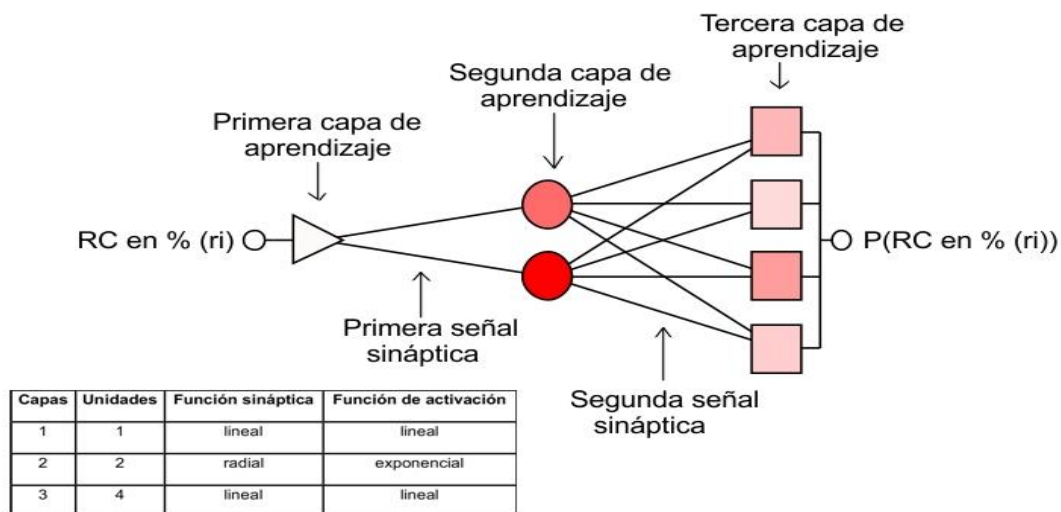 Tercera capa de
aprendizaje
Segunda capa de
aprendizaje
Primera capa de
aprendizaje
RC en % (ri)
P(RC en % (ri))
Primera señal
sináptica
Segunda señal
sináptica
Capas Unidades Función sináptica Función de activación
1 1 lineal lineal
2 2 radial exponencial
3 4 lineal lineal